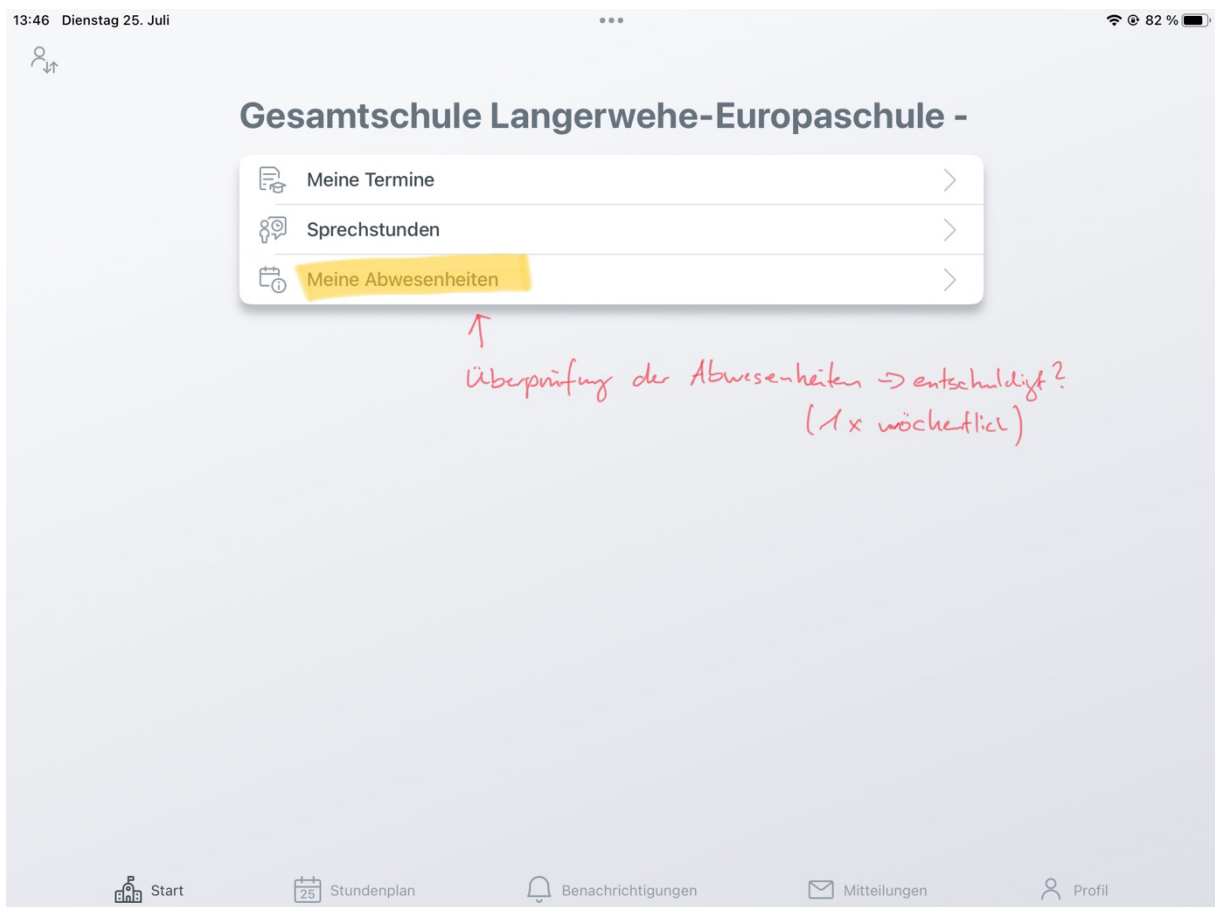 13:46 Dienstag 25. Juli
82 %
Gesamtschule Langerwehe-Europaschule -
Meine Termine
Sprechstunden
Meine Abwesenheiten
Überprüfung der Abwesenheiten → entschuldigt?
(1x wöchentlich)
Start
25 Stundenplan
Benachrichtigungen
Mitteilungen
Profil